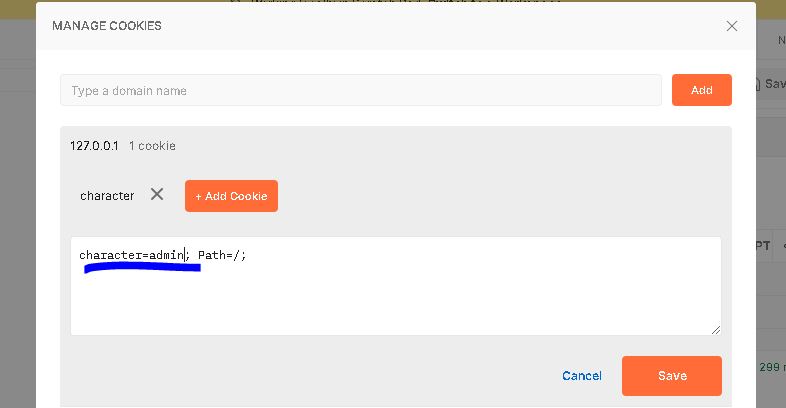 MANAGE COOKIES
Type a domain name
Add
127.0.0.1 1 cookie
character
+ Add Cookie
character=admin; Path=/;
Cancel
Save
N
Sav
PT
299